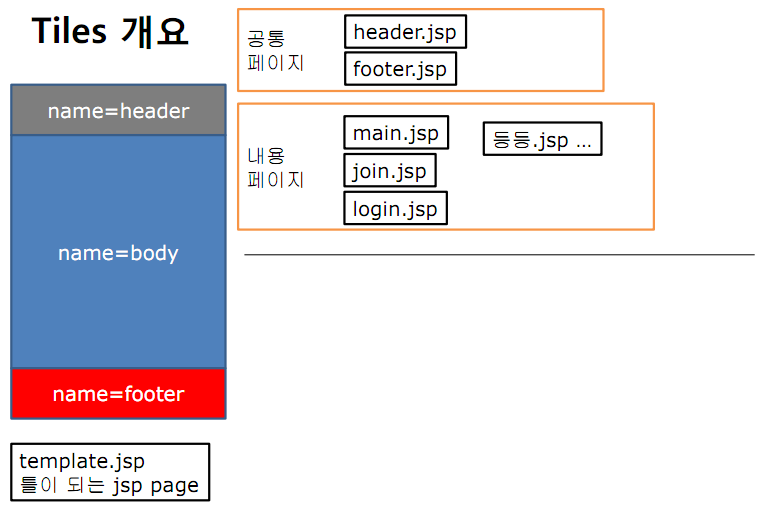 Tiles 개요
name=header
name=body
name=footer
template.jsp
틀이 되는 jsp page
공통
페이지
header.jsp
footer.jsp
내용
페이지
main.jsp
join.jsp
login.jsp
등등.jsp ...